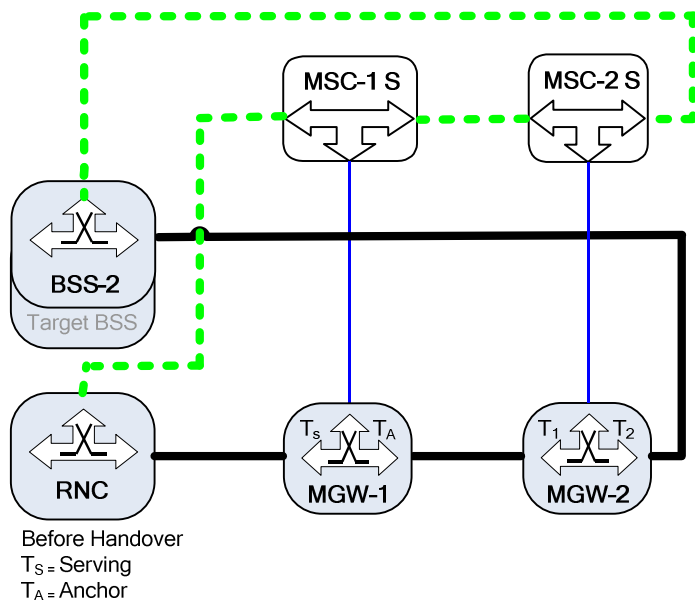 MSC-1 S
MSC-2 S
BSS-2
Target BSS
Ts TA
T1 T2
RNC
MGW-1
MGW-2
Before Handover
TS = Serving
TA = Anchor